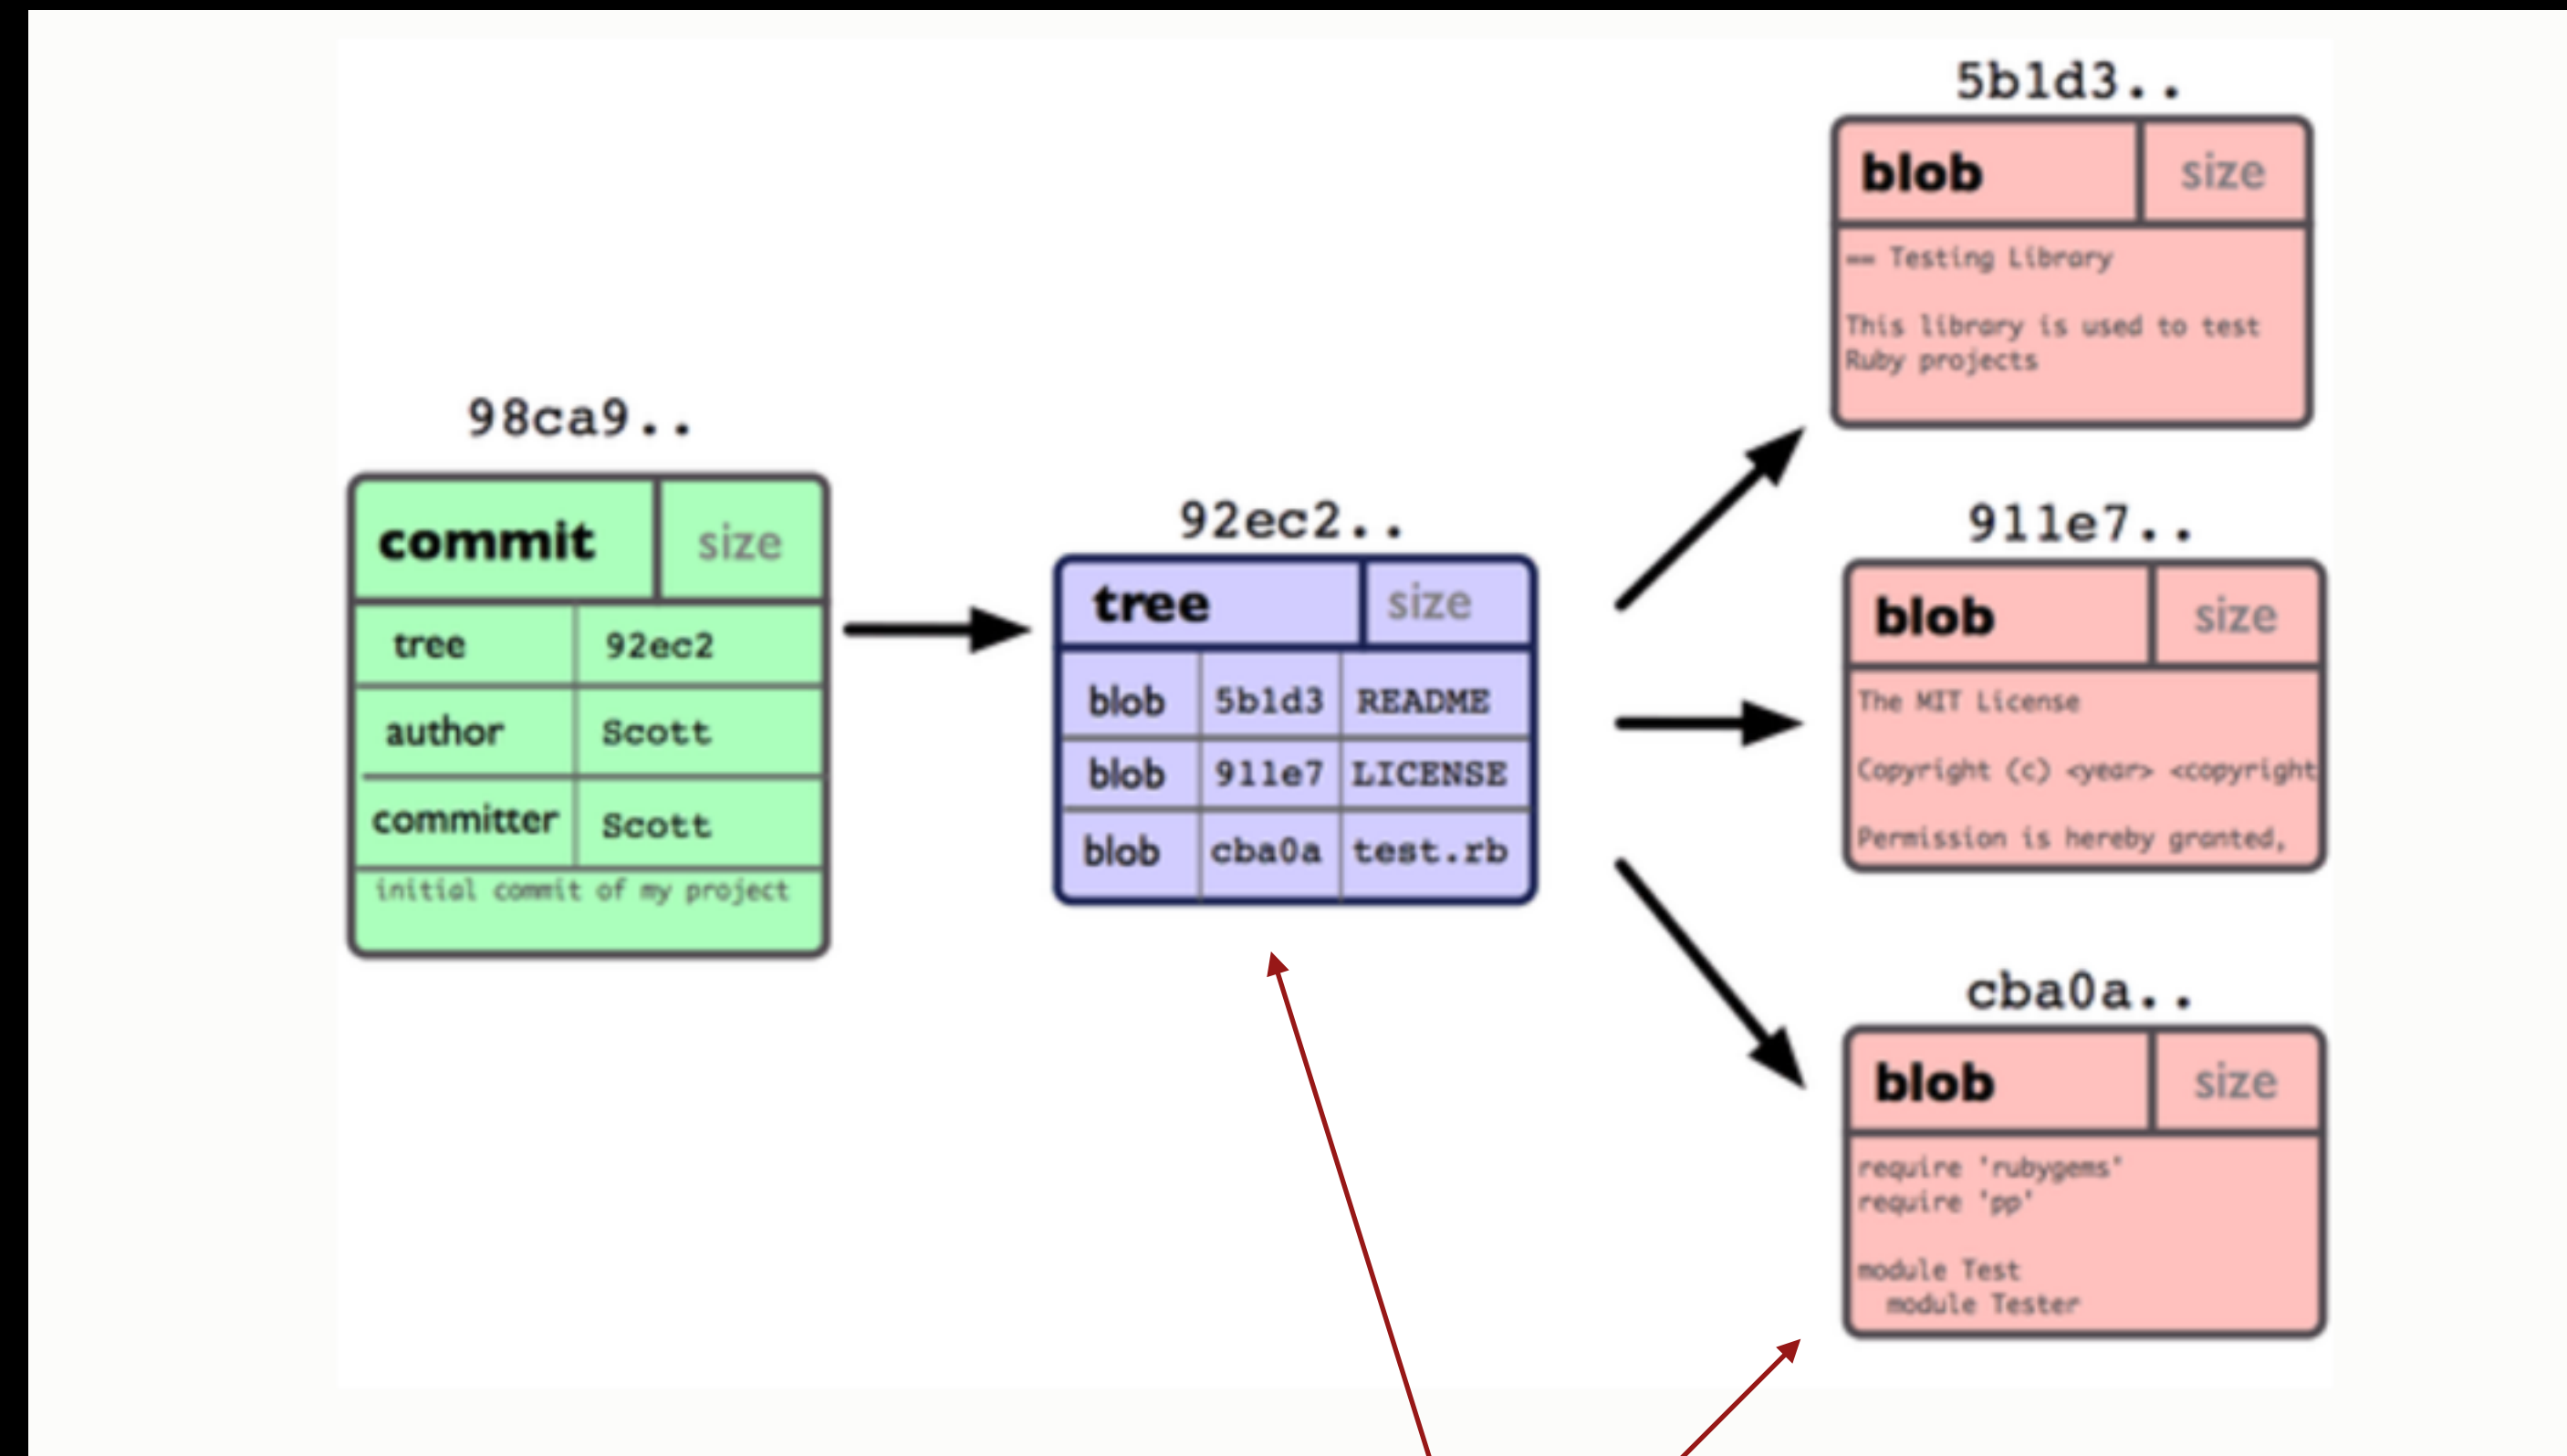 98ca9..
commit size
tree 92ec2
author Scott
committer Scott
initial commit of my project
92ec2..
tree size
blob 5b1d3 README
blob 911e7 LICENSE
blob cba0a test.rb
5b1d3..
blob size
== Testing Library
This library is used to test
Ruby projects
911e7..
blob size
The MIT License
Copyright (c) <year> <copyright
Permission is hereby granted,
cba0a..
blob size
require 'rubygems'
require 'pp'
module Test
module Tester